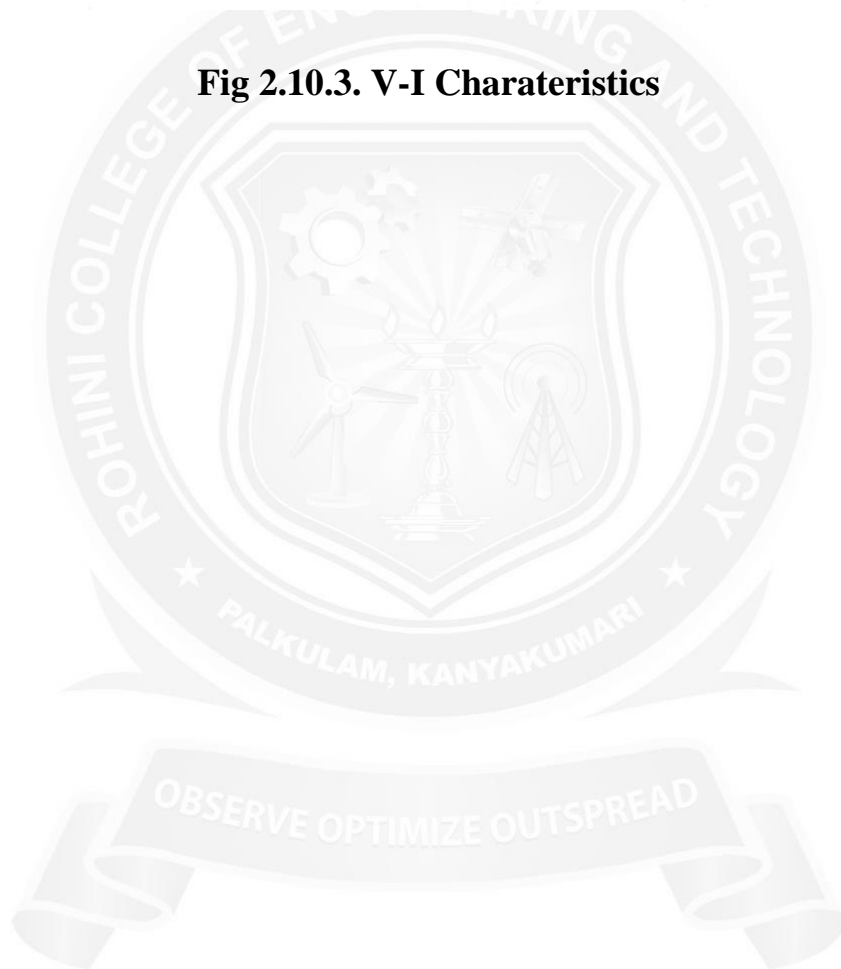 Fig 2.10.3. V-I Charateristics
ROHINI COLLEGE OF ENGINEERING AND TECHNOLOGY
PALKULAM, KANYAKUMARI
OBSERVE OPTIMIZE OUTSPREAD